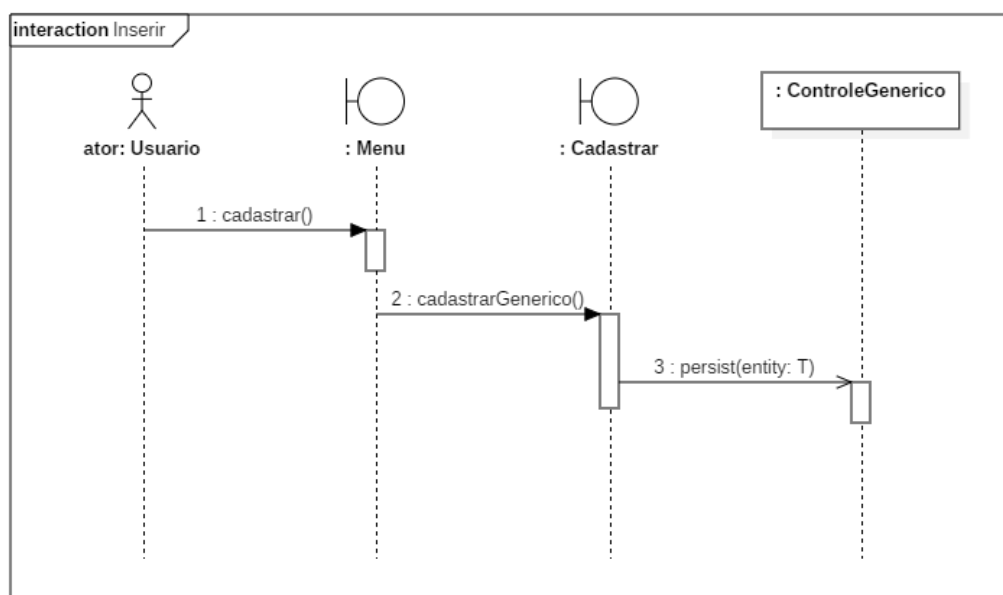 interaction Inserir
ator: Usuario
: Menu
: Cadastrar
: ControleGenerico
1 : cadastrar()
2 : cadastrarGenerico()
3 : persist(entity: T)